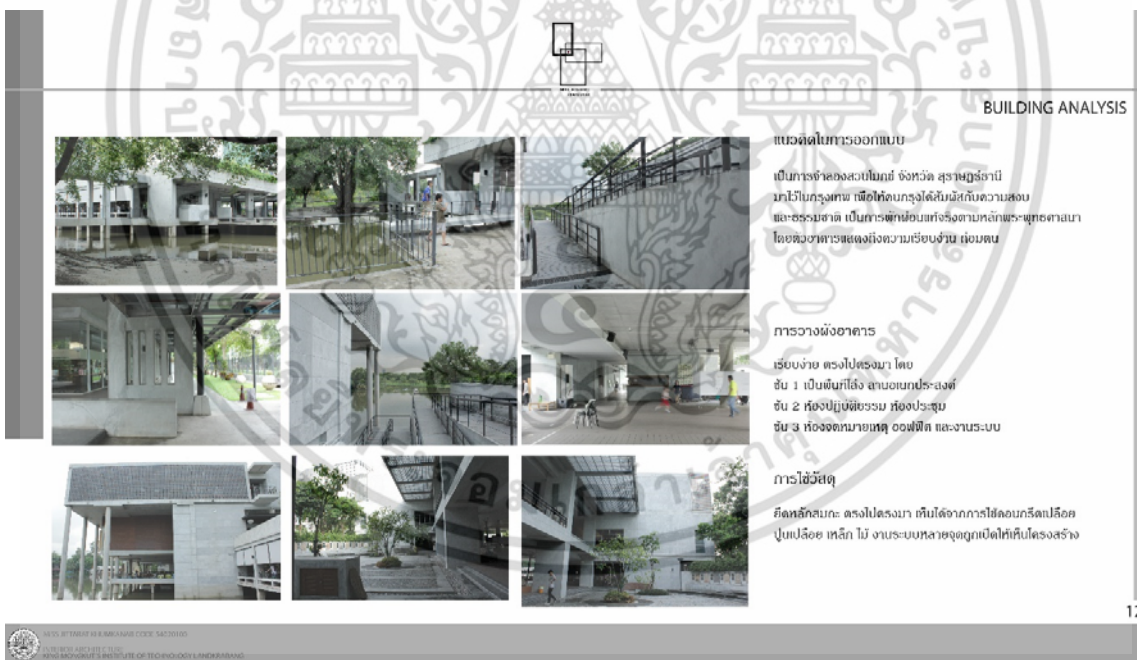 BUILDING ANALYSIS
แนวคิดในการออกแบบ
เป็นการจำลองสวนโมกข์ จังหวัด สุราษฎร์ธานี
มาไว้ในกรุงเทพ เพื่อให้คนกรุงได้สัมผัสกับความสงบ
และธรรมชาติ เป็นการพักผ่อนแท้จริงตามหลักพระพุทธศาสนา
โดยตัวอาคารแสดงถึงความเรียบง่าย ถ่อมตน
การวางผังอาคาร
เรียบง่าย ตรงไปตรงมา โดย
ชั้น 1 เป็นพื้นที่โล่ง ลานอเนกประสงค์
ชั้น 2 ห้องปฏิบัติธรรม ห้องประชุม
ชั้น 3 ห้องจดหมายเหตุ ออฟฟิต และงานระบบ
การใช้วัสดุ
ยึดหลักสมถะ ตรงไปตรงมา เห็นได้จากการใช้คอนกรีตเปลือย
ปูนเปลือย เหล็ก ไม้ งานระบบหลายจุดถูกเปิดให้เห็นโครงสร้าง
12
INTERIOR ARCHITECTURE
KING MONGKUT'S INSTITUTE OF TECHNOLOGY LADKRABANG